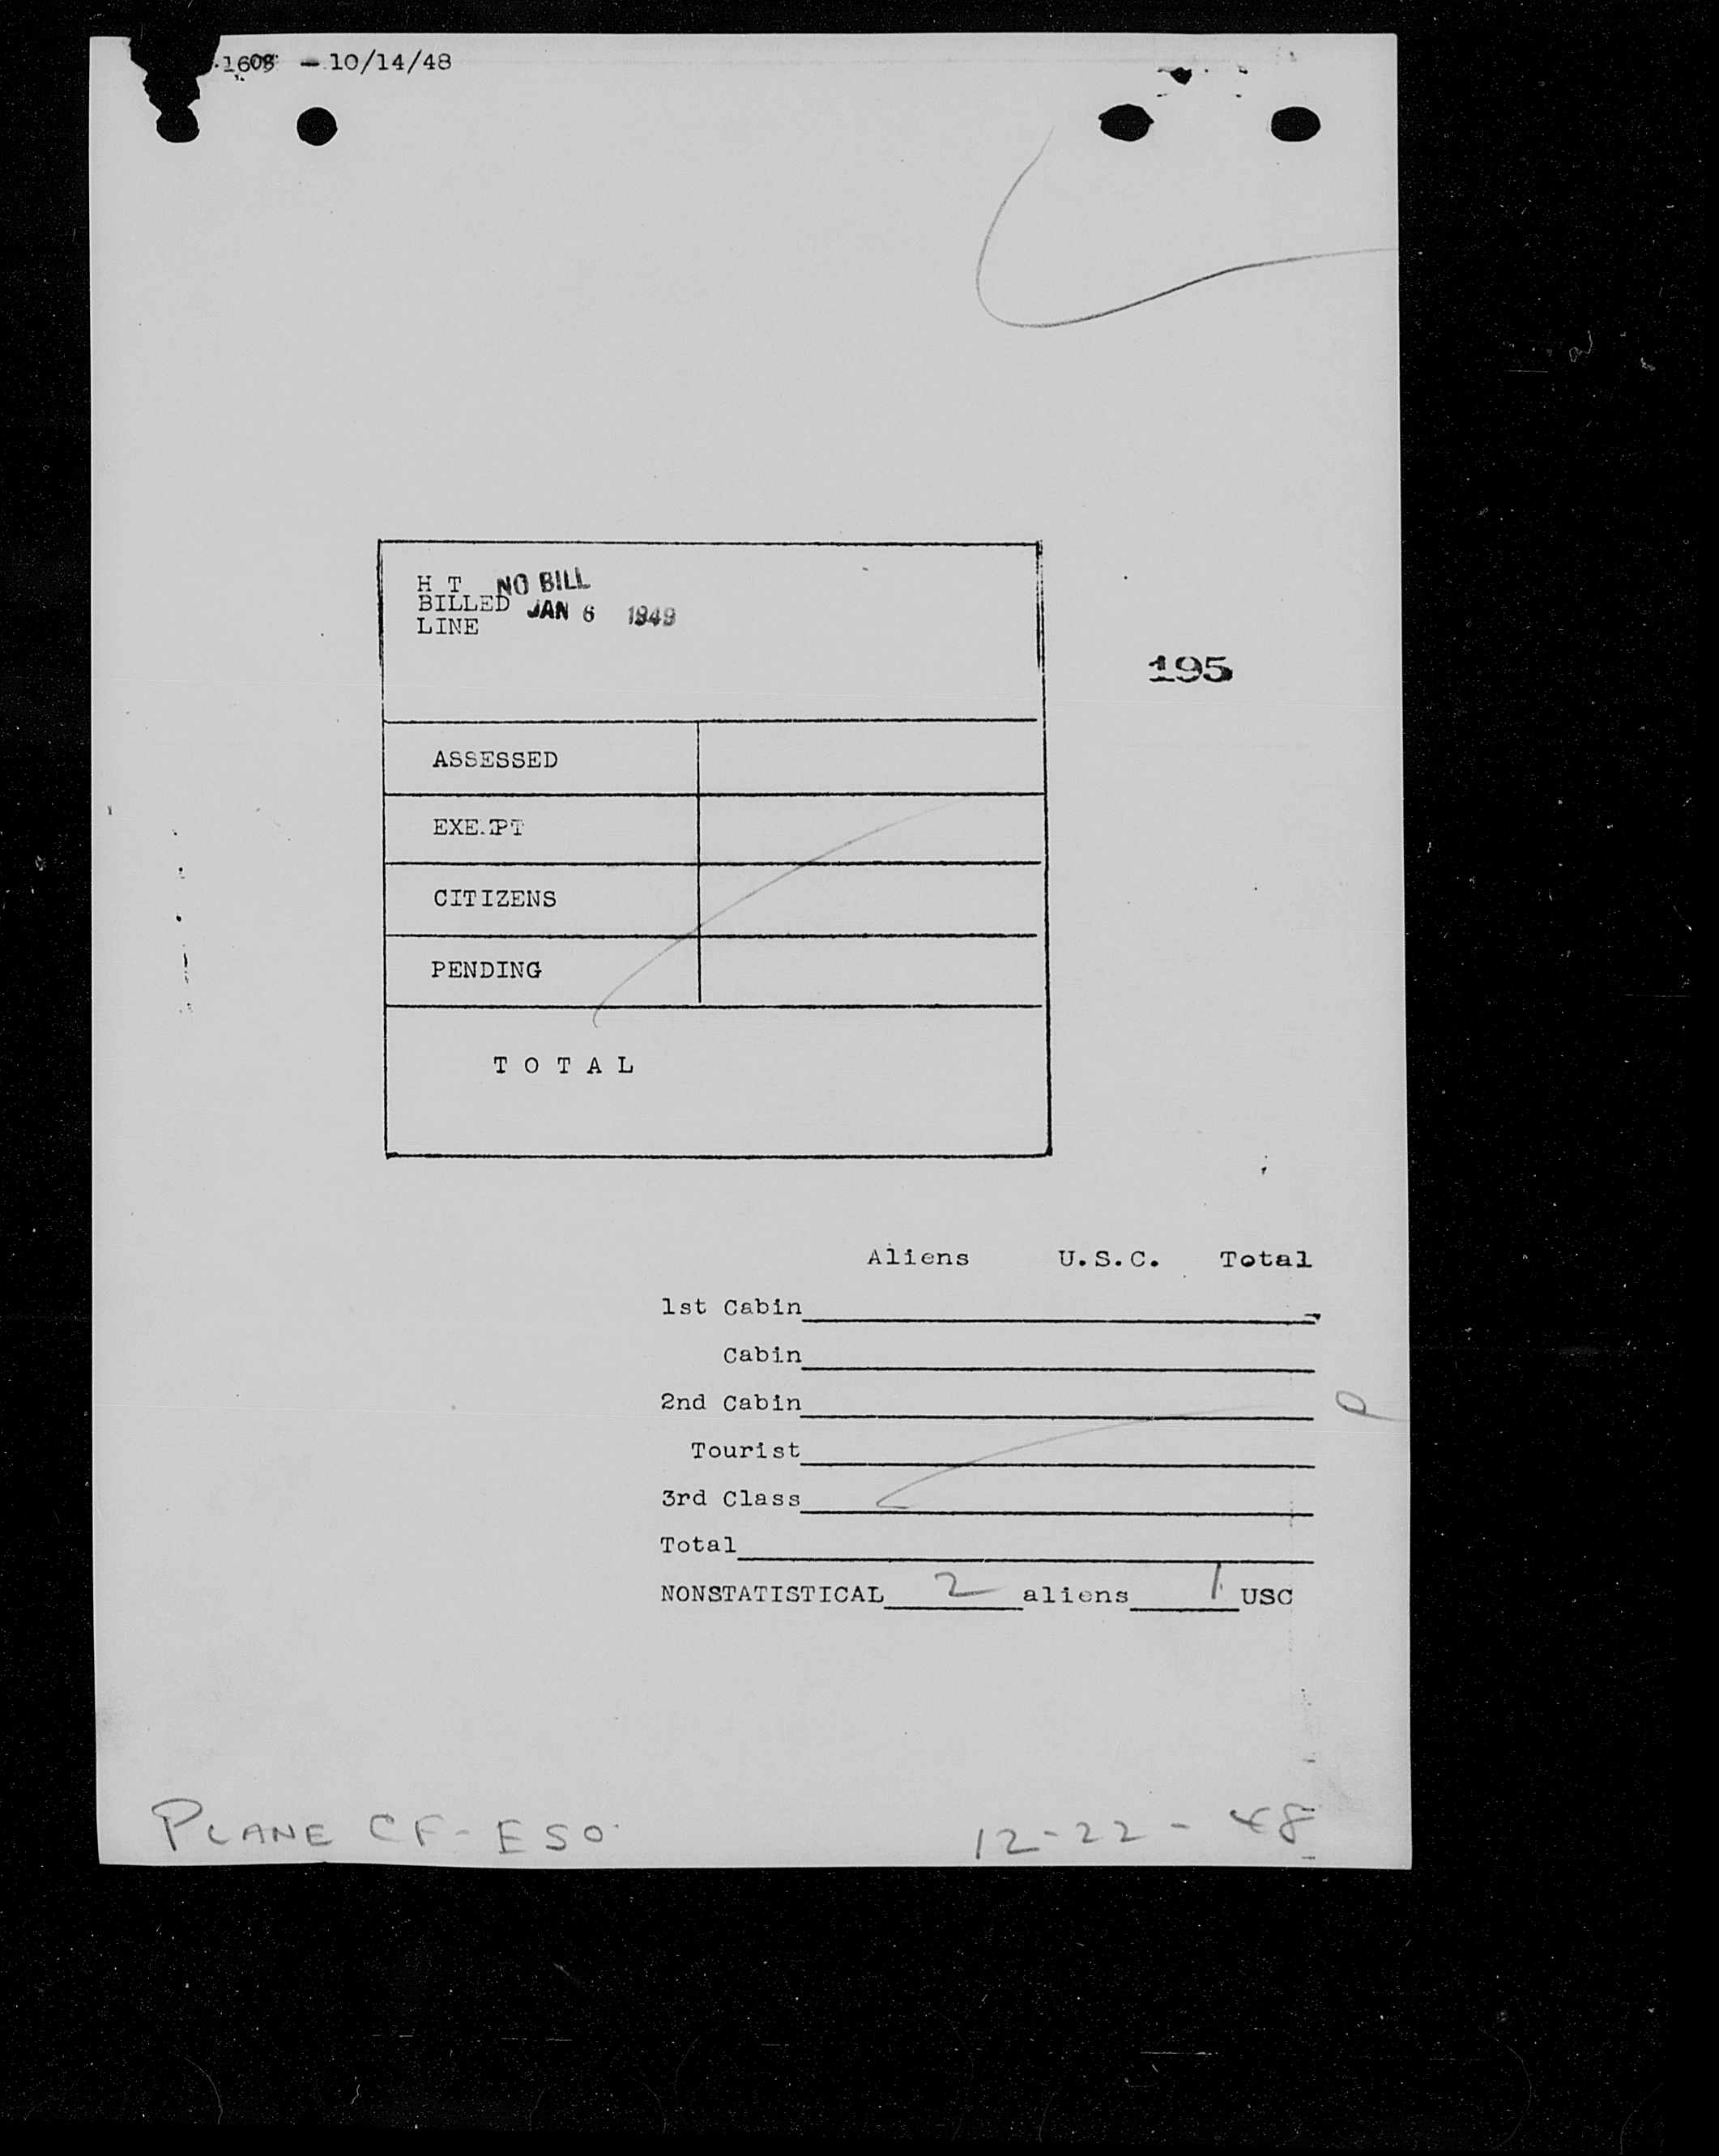 1608 - 10/14/48
H T NO BILL
BILLED JAN 6 1949
LINE
195
ASSESSED
EXEMPT
CITIZENS
PENDING
T O T A L
Aliens U.S.C. Total
1st Cabin
Cabin
2nd Cabin
Tourist
3rd Class
Total
NONSTATISTICAL 2 aliens 1 USC
PLANE CF-ESO 12-22-48